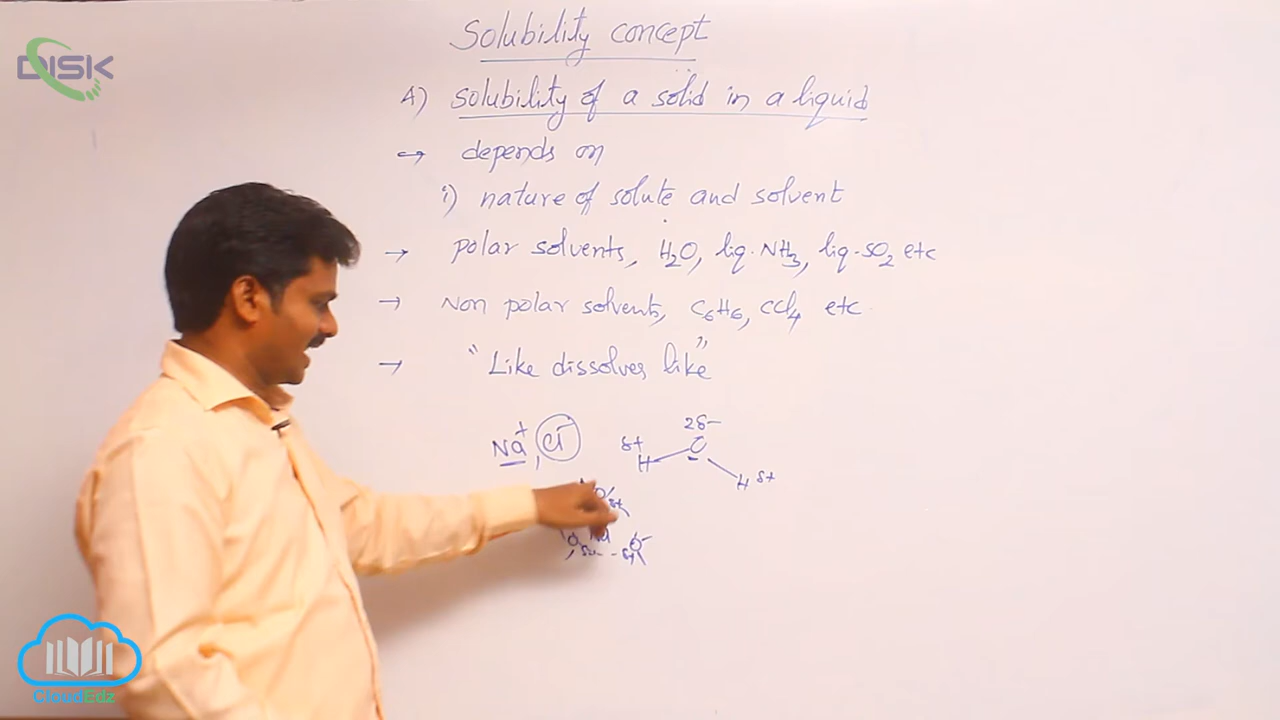 DISK
Solubility concept
A) solubility of a solid in a liquid
↪ depends on
i) nature of solute and solvent
→ polar solvents, H2O, liq. NH3, liq. SO2 etc
→ Non polar solvents, C6H6, CCl4 etc.
→ "Like dissolves like"
Na+, Cl- δ+ H O 2δ- H δ+
O δ+
O Na O
δ+
CloudEdz